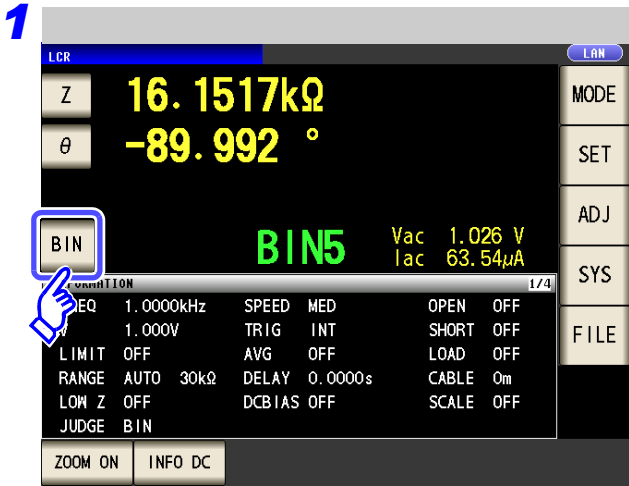 1
LCR
LAN
Z 16.1517kΩ
MODE
θ -89.992 °
SET
ADJ
BIN BIN5 Vac 1.026 V
Iac 63.54μA
SYS
1/4
FREQ 1.0000kHz SPEED MED OPEN OFF
V 1.000V TRIG INT SHORT OFF
FILE
LIMIT OFF AVG OFF LOAD OFF
RANGE AUTO 30kΩ DELAY 0.0000s CABLE 0m
LOW Z OFF DCBIAS OFF SCALE OFF
JUDGE BIN
ZOOM ON INFO DC